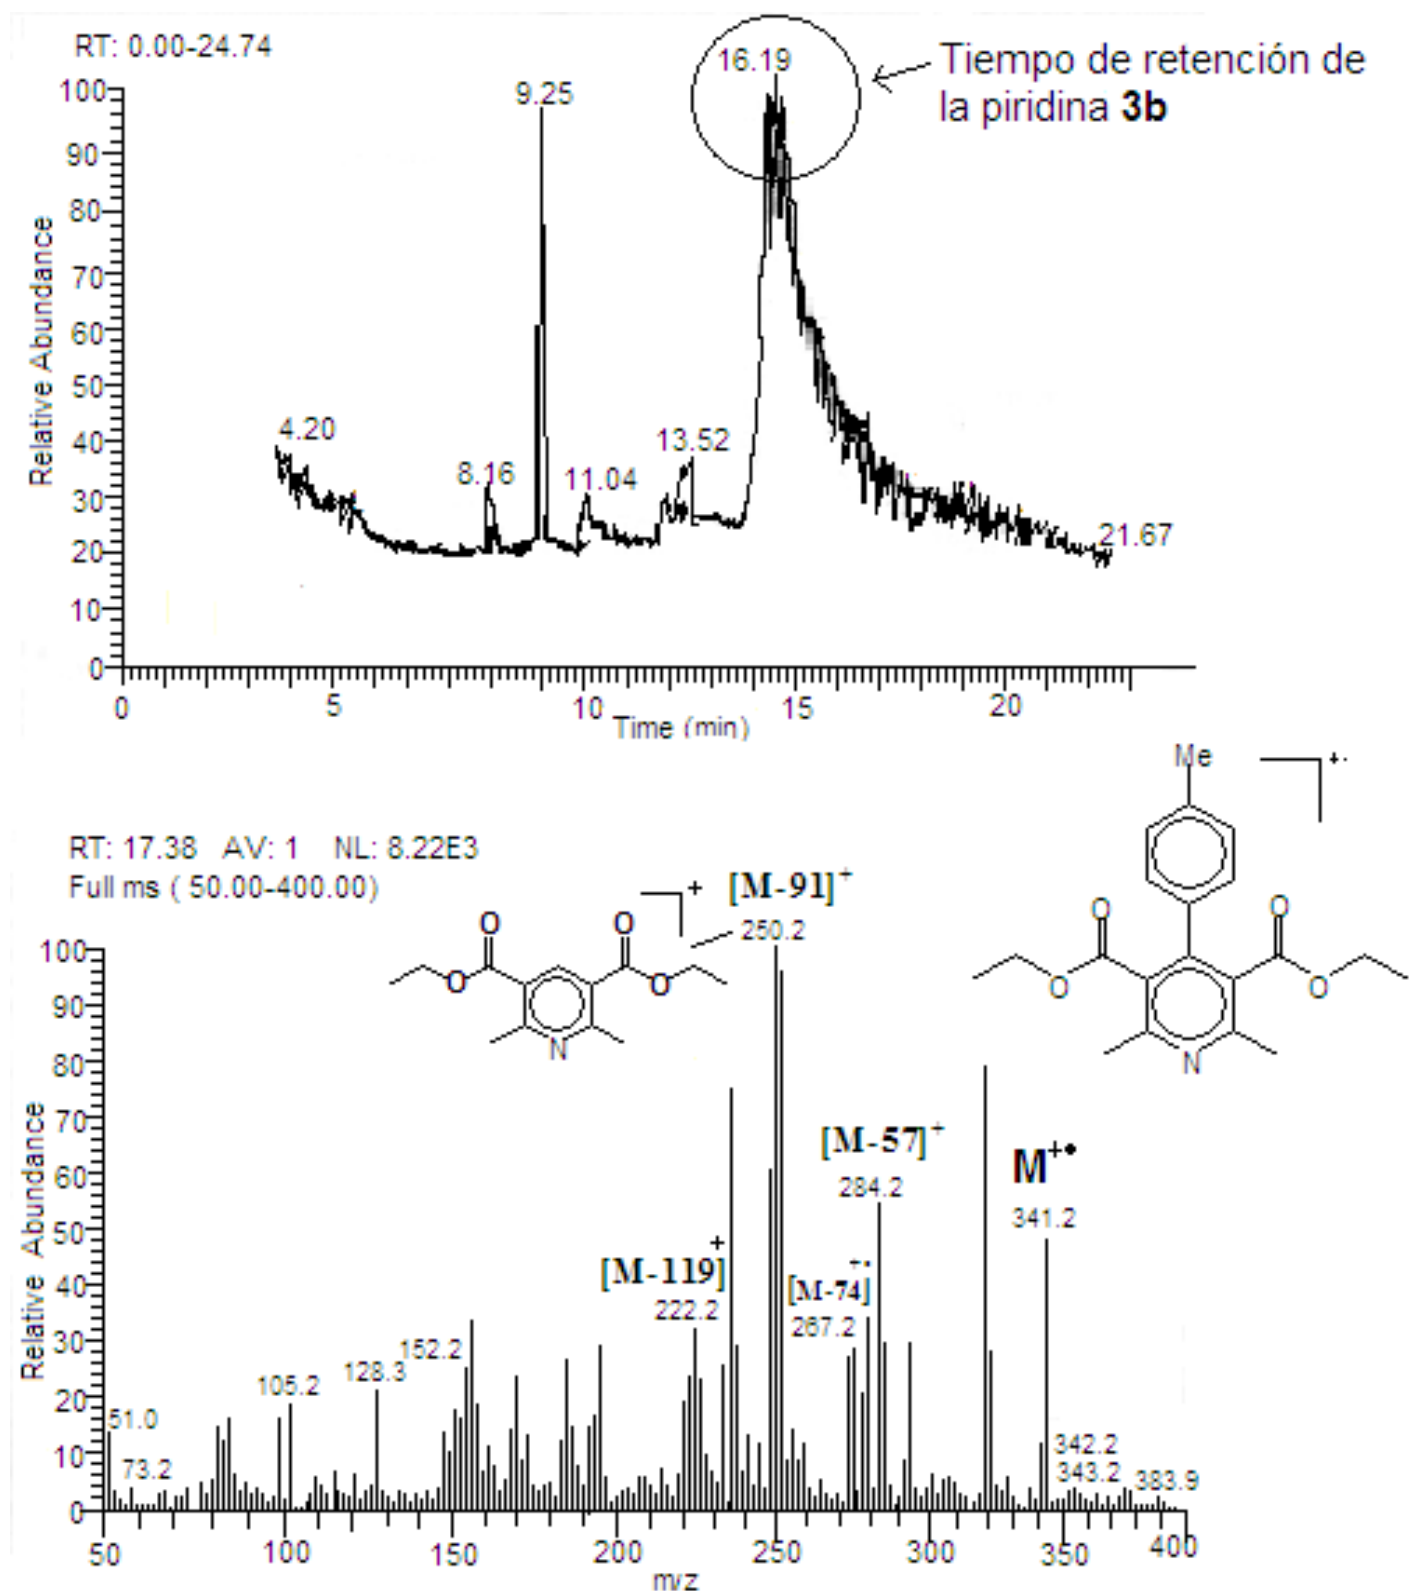 RT: 0.00-24.74
Tiempo de retención de
la piridina 3b
16.19
9.25
4.20
8.16
11.04
13.52
21.67
Relative Abundance
100
90
80
70
60
50
40
30
20
10
0
0 5 10 15 20
Time (min)
RT: 17.38 AV: 1 NL: 8.22E3
Full ms ( 50.00-400.00)
[M-91]+
250.2
+
O O
O O
N
Me
+·
O O
O O
N
[M-57]+
284.2
M+•
341.2
[M-119]+
222.2
[M-74]+·
267.2
152.2
128.3
105.2
51.0
73.2
342.2
343.2
383.9
Relative Abundance
100
90
80
70
60
50
40
30
20
10
0
50 100 150 200 250 300 350 400
m/z